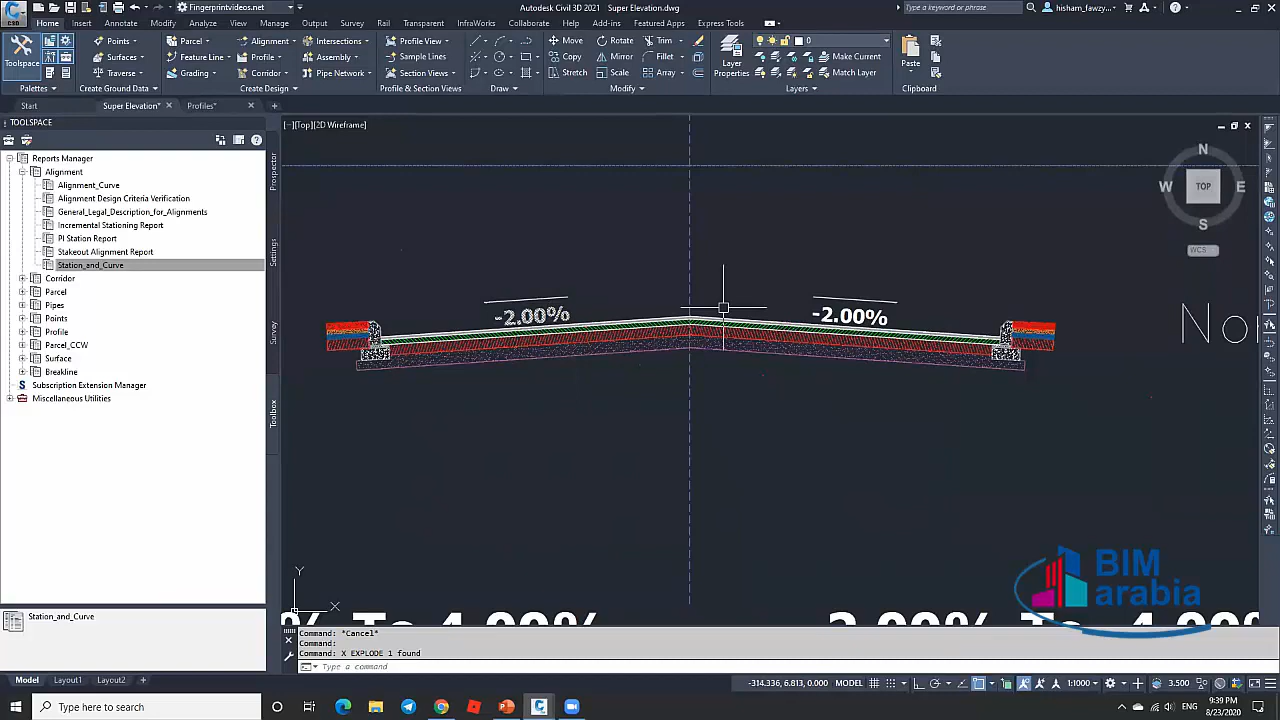 Autodesk Civil 3D 2021 Super Elevation.dwg
Fingerprintvideos.net
Type a keyword or phrase
hisham_fawzy...
C3D
Home Insert Annotate Modify Analyze View Manage Output Survey Rail Transparent InfraWorks Collaborate Help Add-ins Featured Apps Express Tools
Toolspace
Points
Surfaces
Traverse
Parcel
Feature Line
Grading
Alignment
Profile
Corridor
Intersections
Assembly
Pipe Network
Profile View
Sample Lines
Section Views
Move
Copy
Stretch
Rotate
Mirror
Scale
Trim
Fillet
Array
Layer
Properties
0
Make Current
Match Layer
Paste
Palettes
Create Ground Data
Create Design
Profile & Section Views
Draw
Modify
Layers
Clipboard
Start
Super Elevation*
Profiles*
TOOLSPACE
[−][Top][2D Wireframe]
Reports Manager
Alignment
Alignment_Curve
Alignment Design Criteria Verification
General_Legal_Description_for_Alignments
Incremental Stationing Report
PI Station Report
Stakeout Alignment Report
Station_and_Curve
Corridor
Parcel
Pipes
Points
Profile
Parcel_CCW
Surface
Breakline
Subscription Extension Manager
Miscellaneous Utilities
Prospector
Settings
Survey
Toolbox
N
W
TOP
E
S
WCS
-2.00%
-2.00%
No
Y
X
BIM
arabia
Station_and_Curve
Command: *Cancel*
Command:
Command: X EXPLODE 1 found
Type a command
Model
Layout1
Layout2
-314.336, 6.813, 0.000
MODEL
1:1000
3.500
Type here to search
(ENG)
9:39 PM
8/23/2020